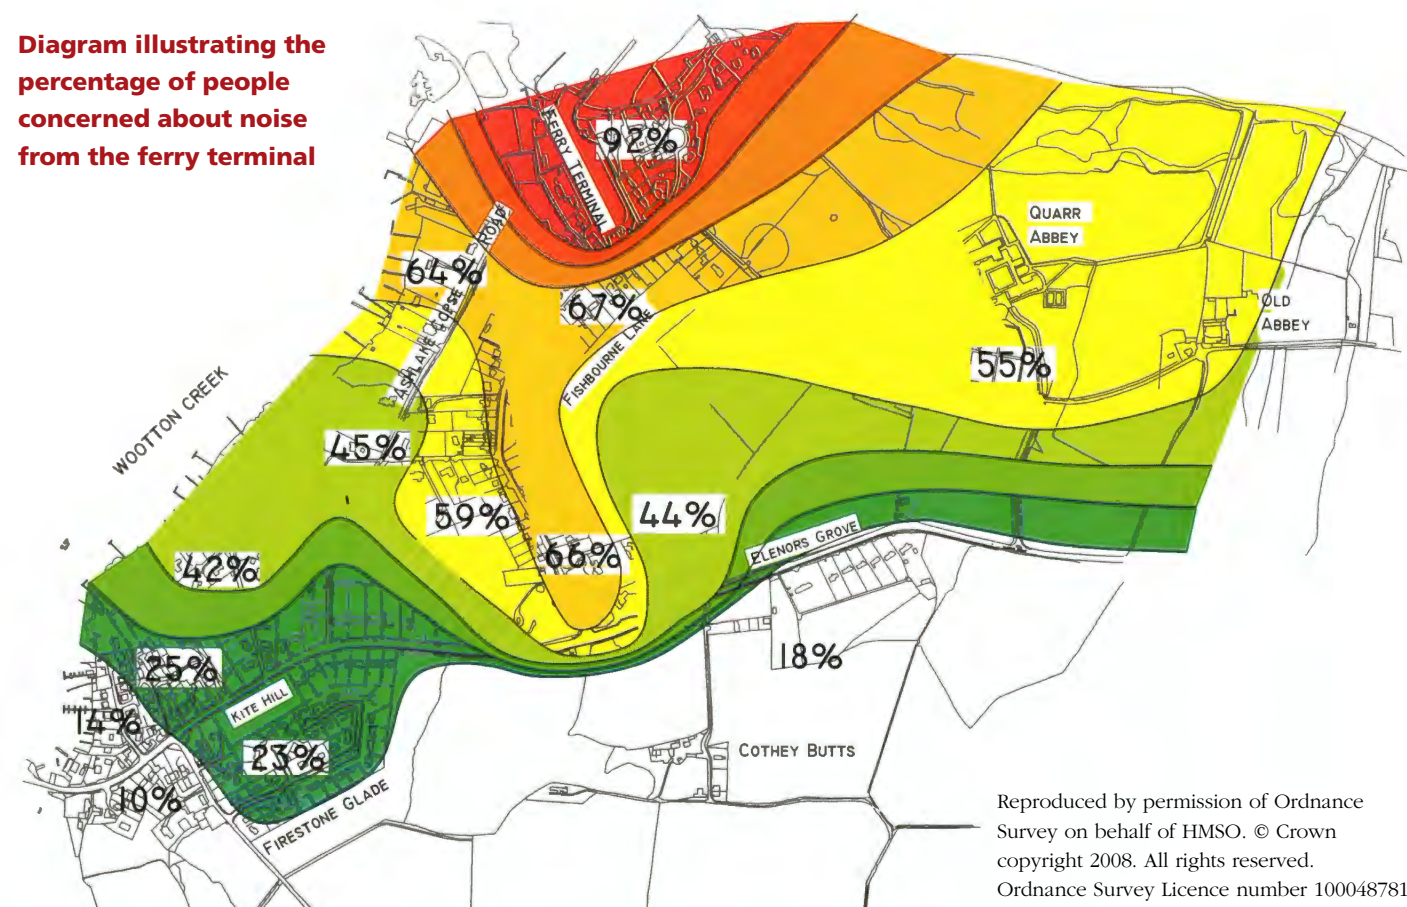 Diagram illustrating the
percentage of people
concerned about noise
from the ferry terminal
FERRY TERMINAL
92%
ROAD
ASHLAKE COPSE
64%
67%
FISHBOURNE LANE
QUARR
ABBEY
OLD
ABBEY
55%
WOOTTON CREEK
45%
59%
44%
66%
42%
ELENORS GROVE
18%
25%
KITE HILL
14%
23%
10%
FIRESTONE GLADE
COTHEY BUTTS
Reproduced by permission of Ordnance
Survey on behalf of HMSO. © Crown
copyright 2008. All rights reserved.
Ordnance Survey Licence number 100048781